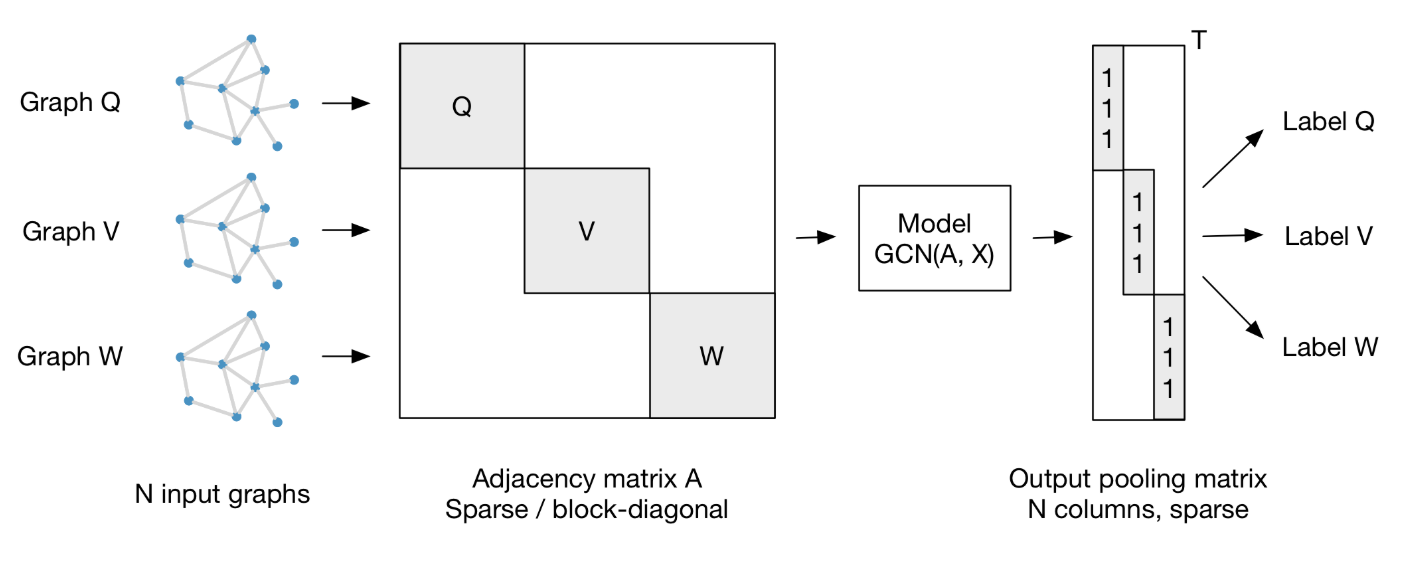 Graph Q
Graph V
Graph W
N input graphs
Q
V
W
Adjacency matrix A
Sparse / block-diagonal
Model
GCN(A, X)
T
1
1
1
1
1
1
1
1
1
Output pooling matrix
N columns, sparse
Label Q
Label V
Label W